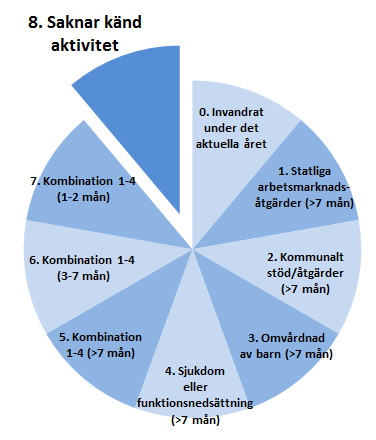 8. Saknar känd
aktivitet
0. Invandrat
under det
aktuella året
1. Statliga
arbetsmarknads-
åtgärder (>7 mån)
2. Kommunalt
stöd/åtgärder
(>7 mån)
3. Omvårdnad
av barn (>7 mån)
4. Sjukdom
eller
funktionsnedsättning
(>7 mån)
5. Kombination
1-4 (>7 mån)
6. Kombination 1-4
(3-7 mån)
7. Kombination 1-4
(1-2 mån)